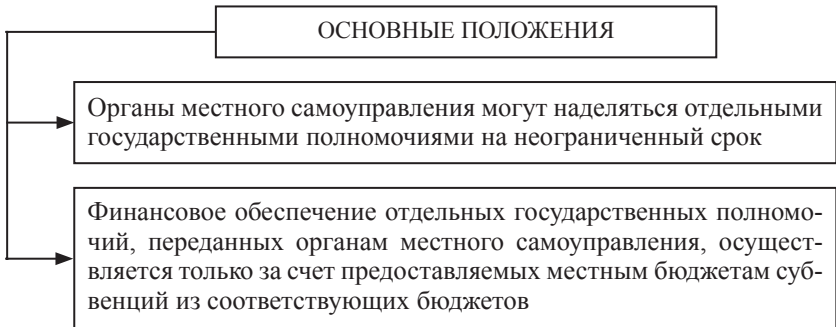 ОСНОВНЫЕ ПОЛОЖЕНИЯ
Органы местного самоуправления могут наделяться отдельными
государственными полномочиями на неограниченный срок
Финансовое обеспечение отдельных государственных полномо-
чий, переданных органам местного самоуправления, осущест-
вляется только за счет предоставляемых местным бюджетам суб-
венций из соответствующих бюджетов